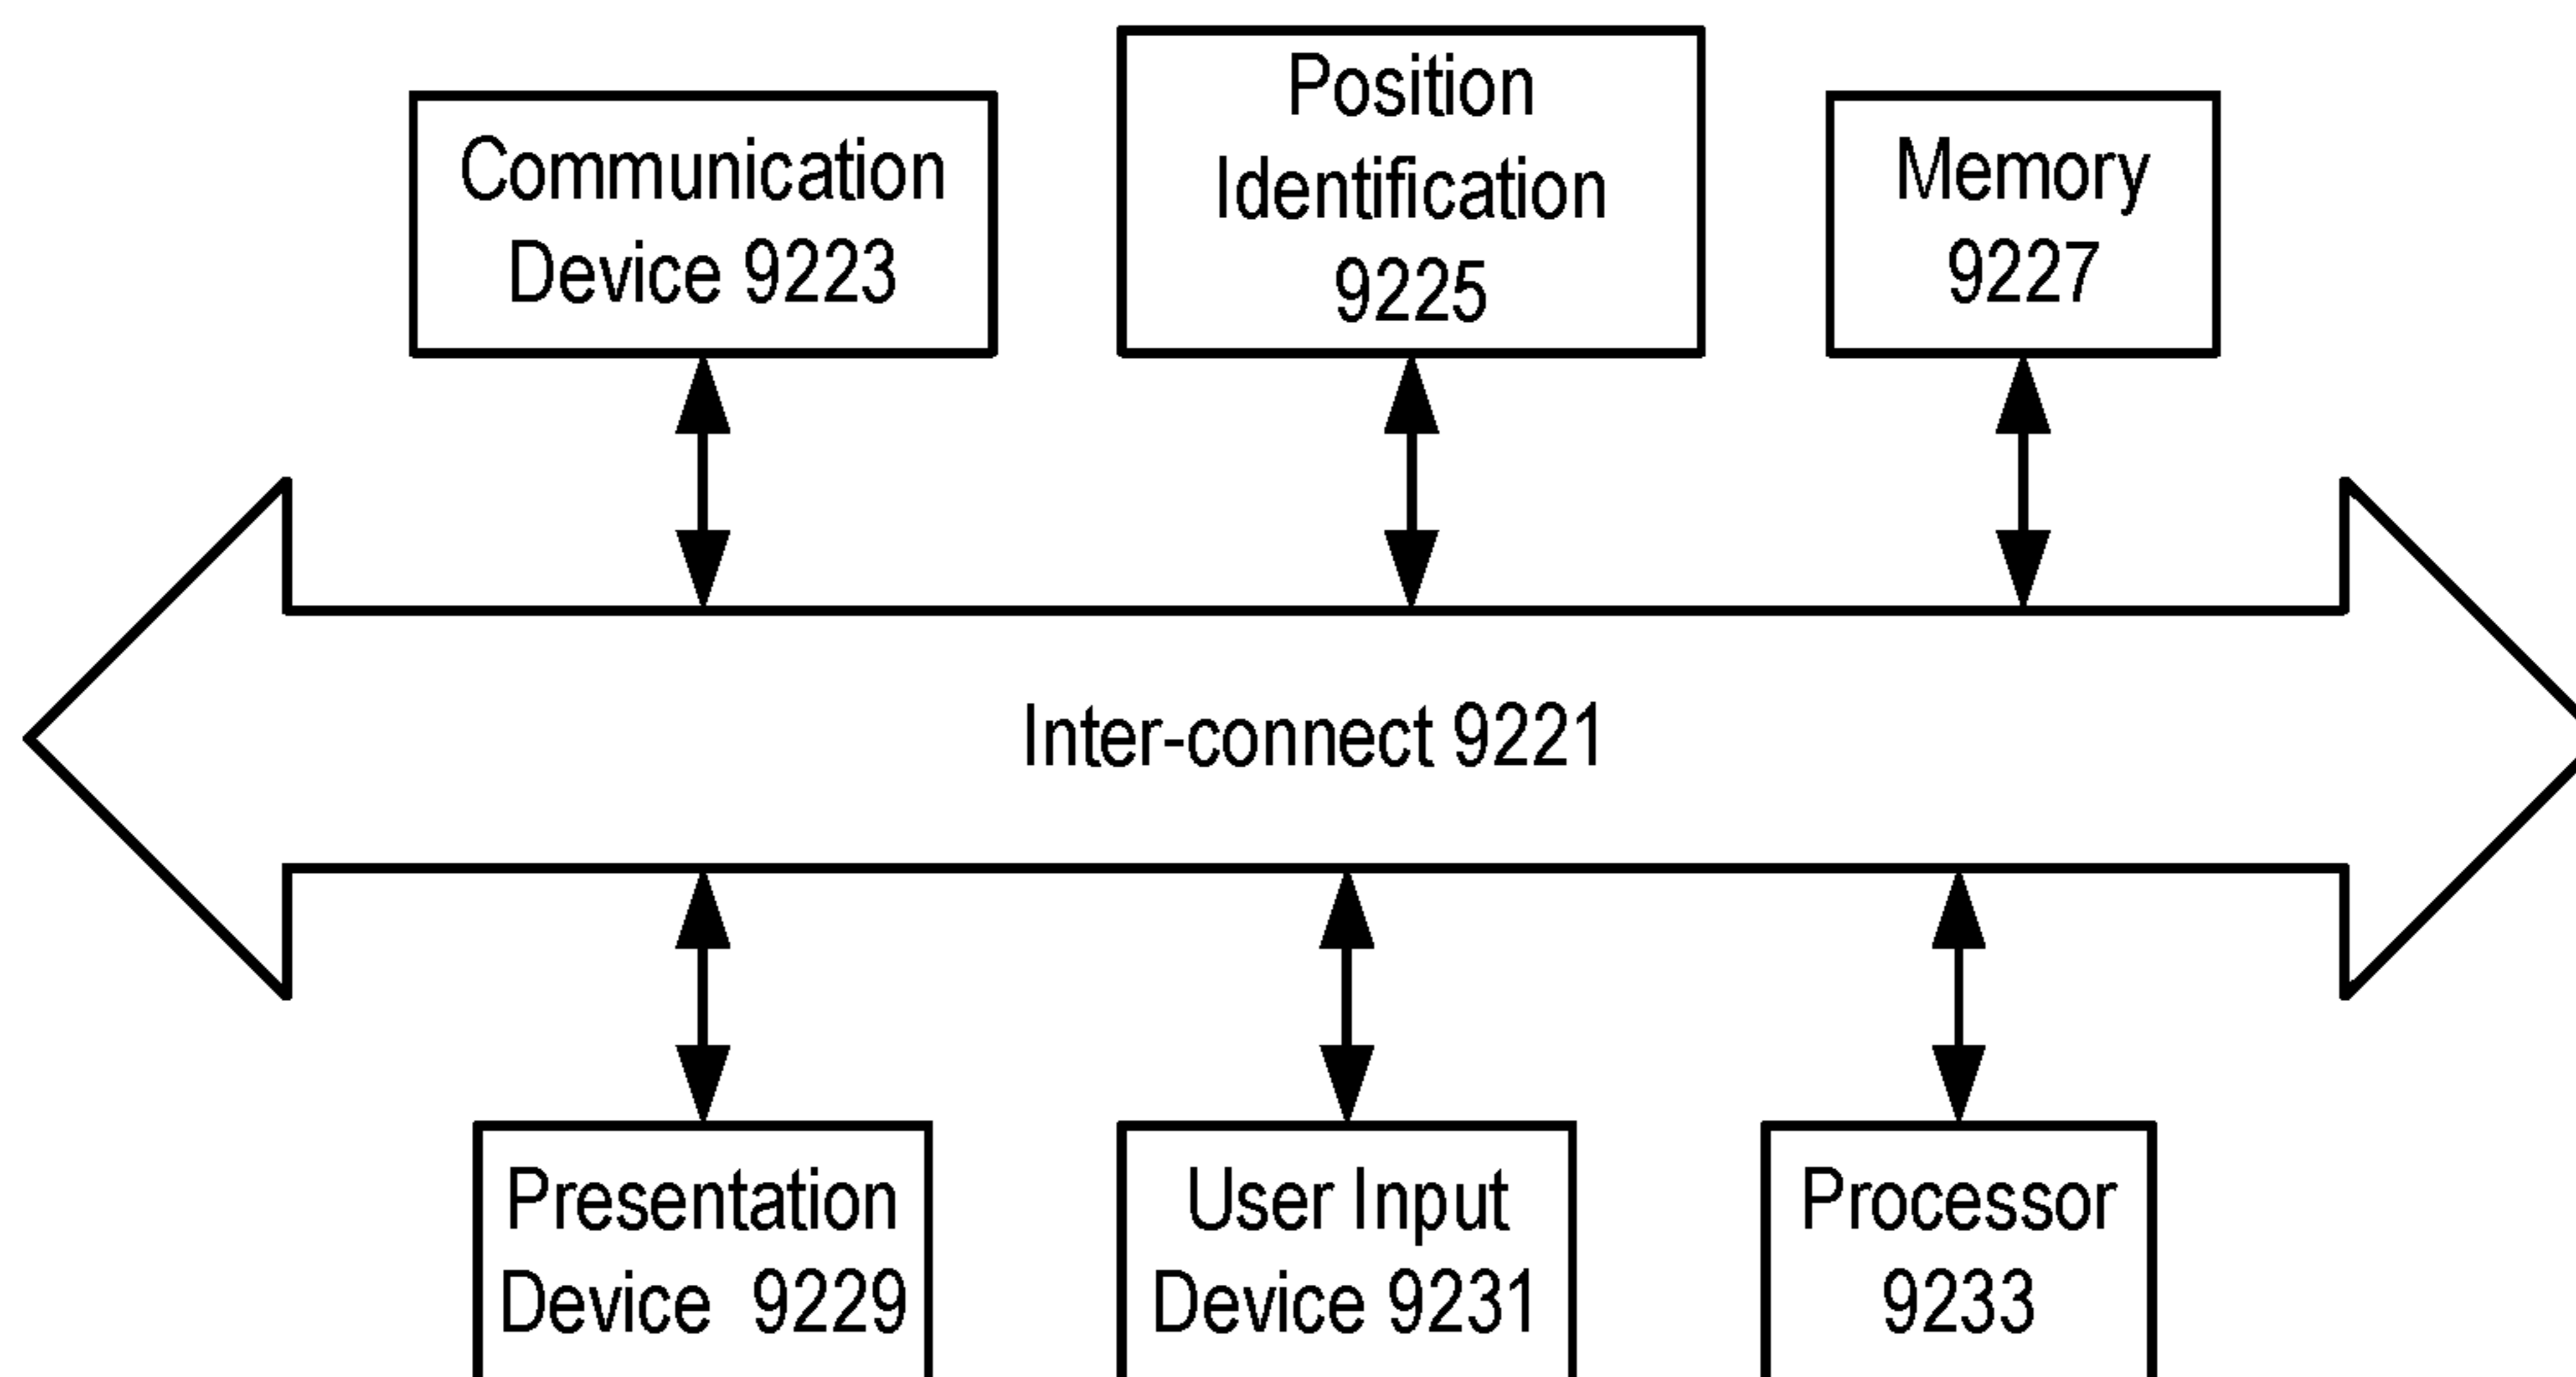 Communication
Device 9223
Position
Identification
9225
Memory
9227
Inter-connect 9221
Presentation
Device  9229
User Input
Device 9231
Processor
9233